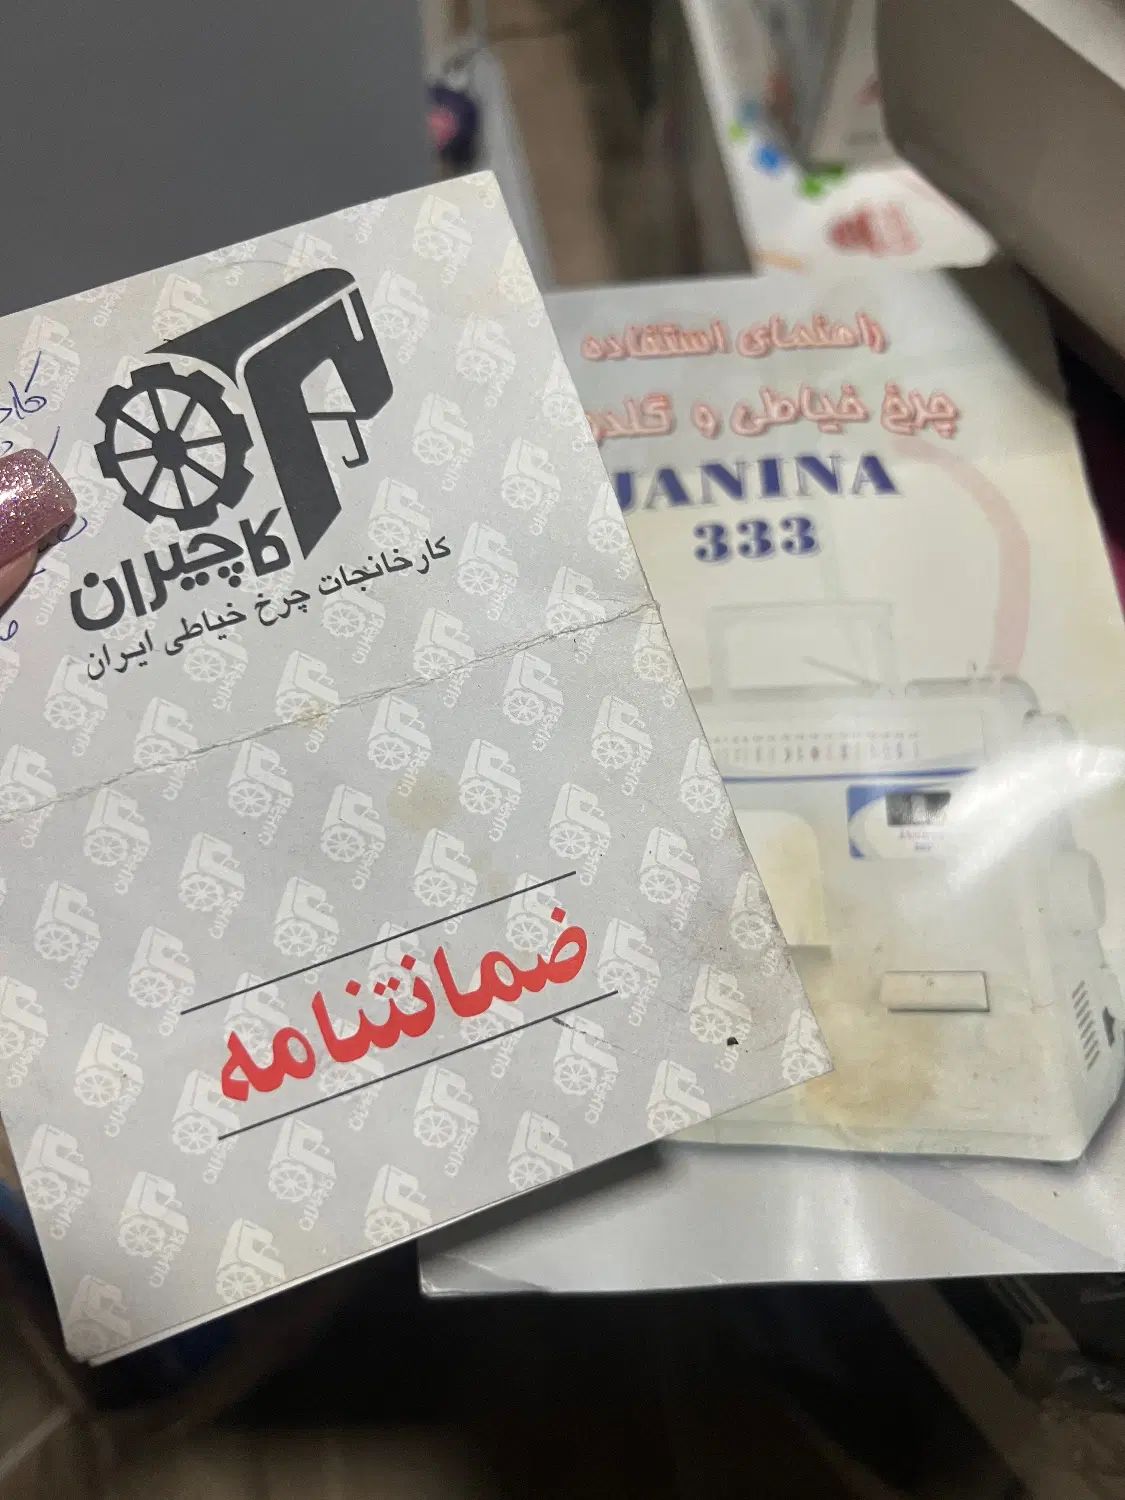 کاچیران
کارخانجات چرخ خیاطی ایران
ضمانتنامه
راهنمای استفاده
چرخ خیاطی و
JANINA
333